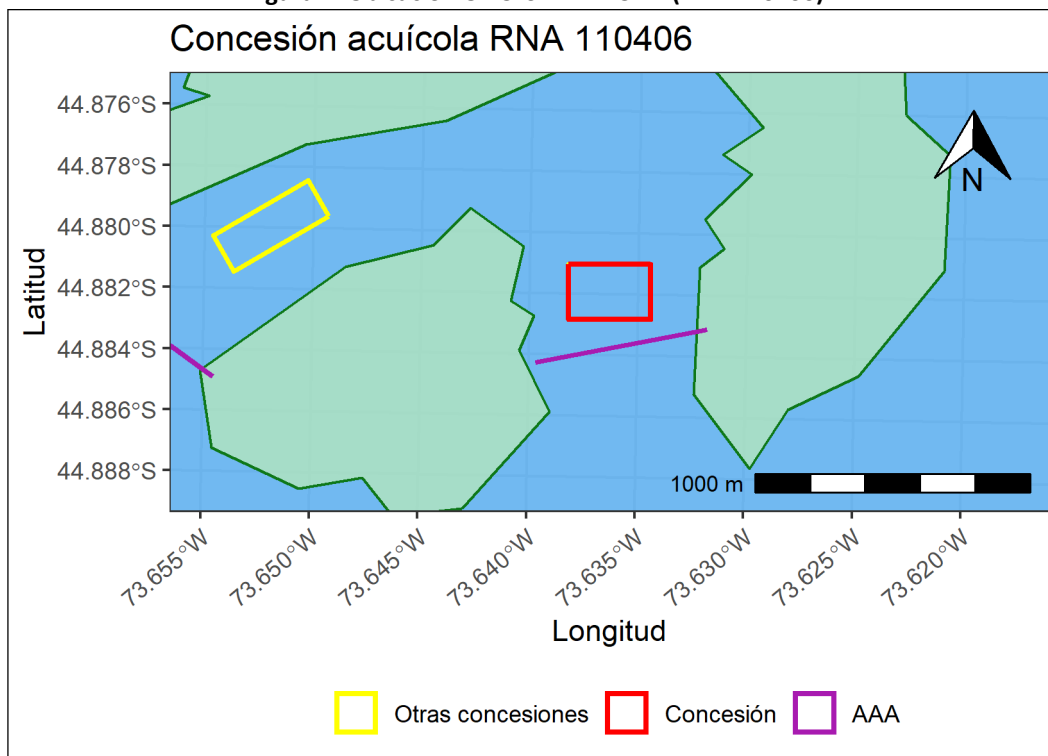 Concesión acuícola RNA 110406
44.876°S
44.878°S
44.880°S
44.882°S
44.884°S
44.886°S
44.888°S
Latitud
N
1000 m
73.655°W
73.650°W
73.645°W
73.640°W
73.635°W
73.630°W
73.625°W
73.620°W
Longitud
Otras concesiones
Concesión
AAA